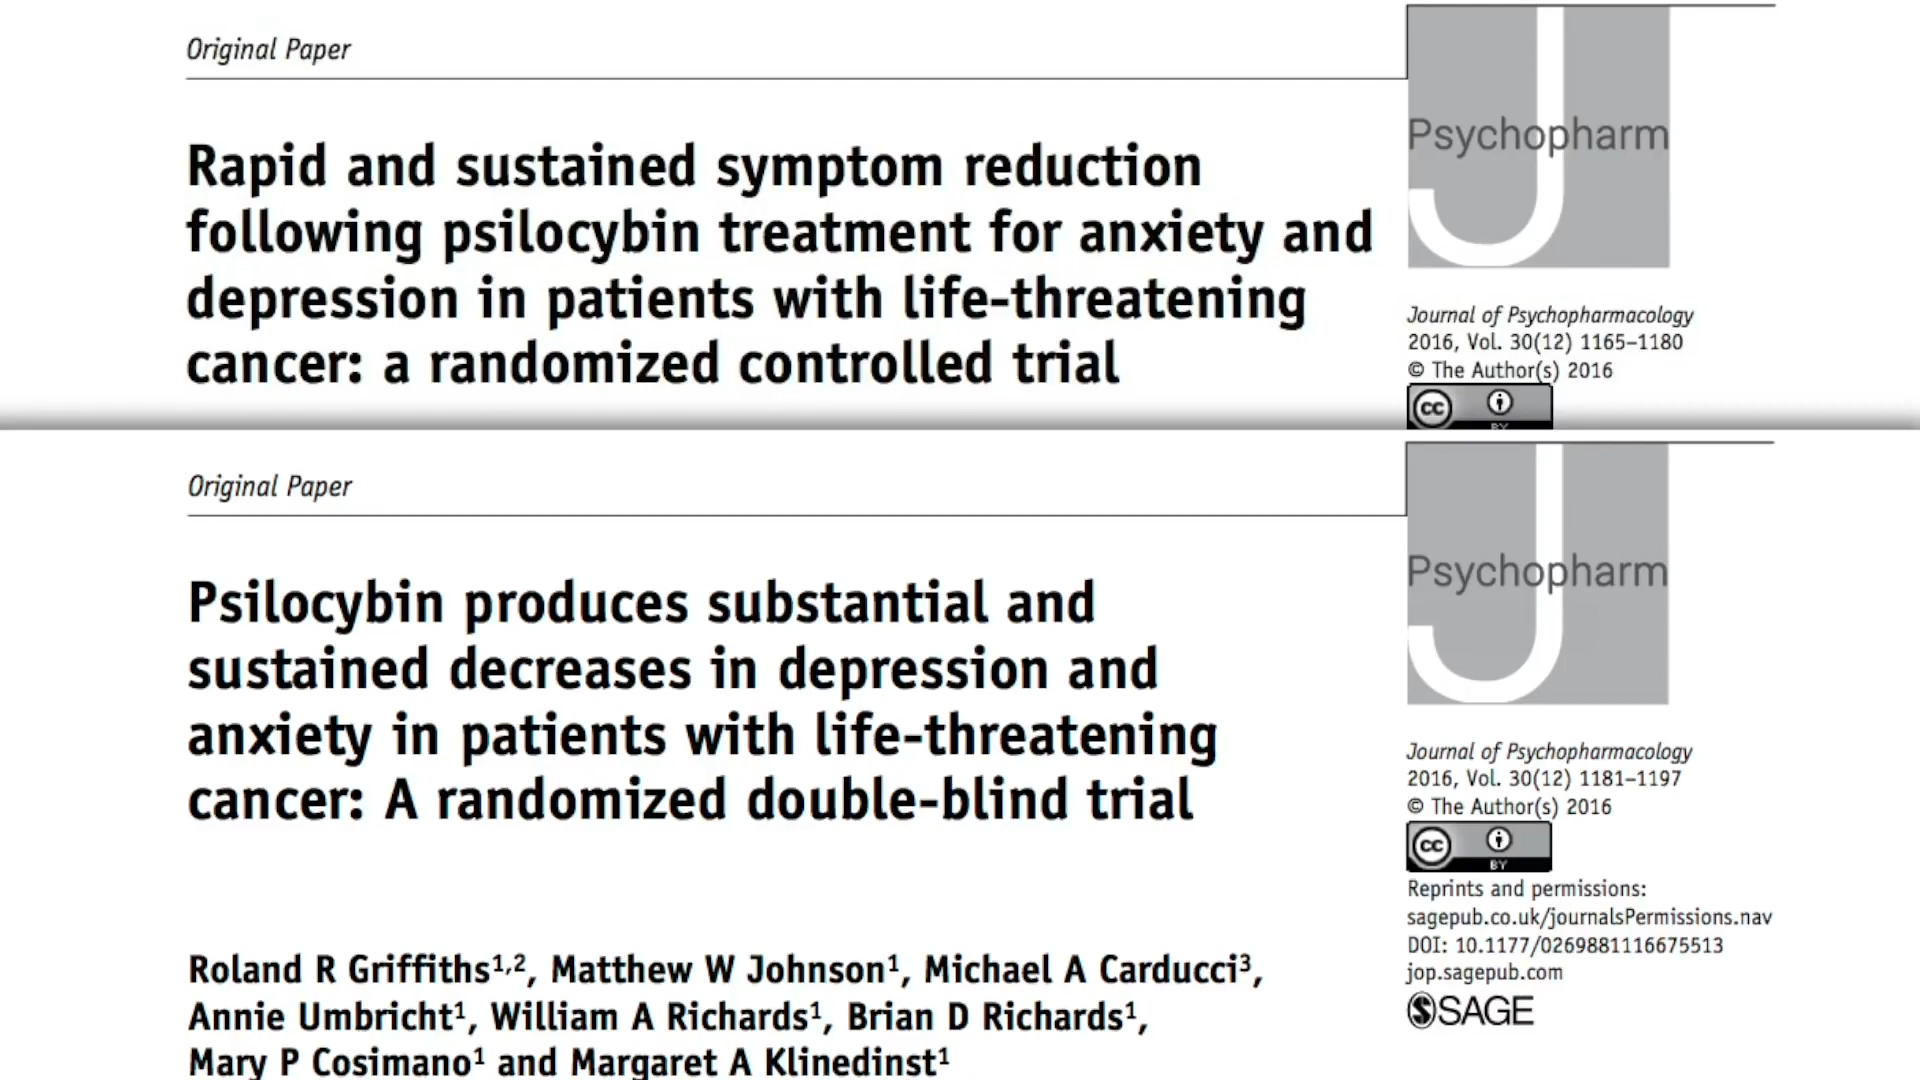 Original Paper
Psychopharm
Rapid and sustained symptom reduction
following psilocybin treatment for anxiety and
depression in patients with life-threatening
cancer: a randomized controlled trial
Journal of Psychopharmacology
2016, Vol. 30(12) 1165–1180
© The Author(s) 2016
cc
BY
Original Paper
Psychopharm
Psilocybin produces substantial and
sustained decreases in depression and
anxiety in patients with life-threatening
cancer: A randomized double-blind trial
Journal of Psychopharmacology
2016, Vol. 30(12) 1181–1197
© The Author(s) 2016
cc
BY
Reprints and permissions:
sagepub.co.uk/journalsPermissions.nav
DOI: 10.1177/0269881116675513
jop.sagepub.com
SAGE
Roland R Griffiths1,2, Matthew W Johnson1, Michael A Carducci3,
Annie Umbricht1, William A Richards1, Brian D Richards1,
Mary P Cosimano1 and Margaret A Klinedinst1